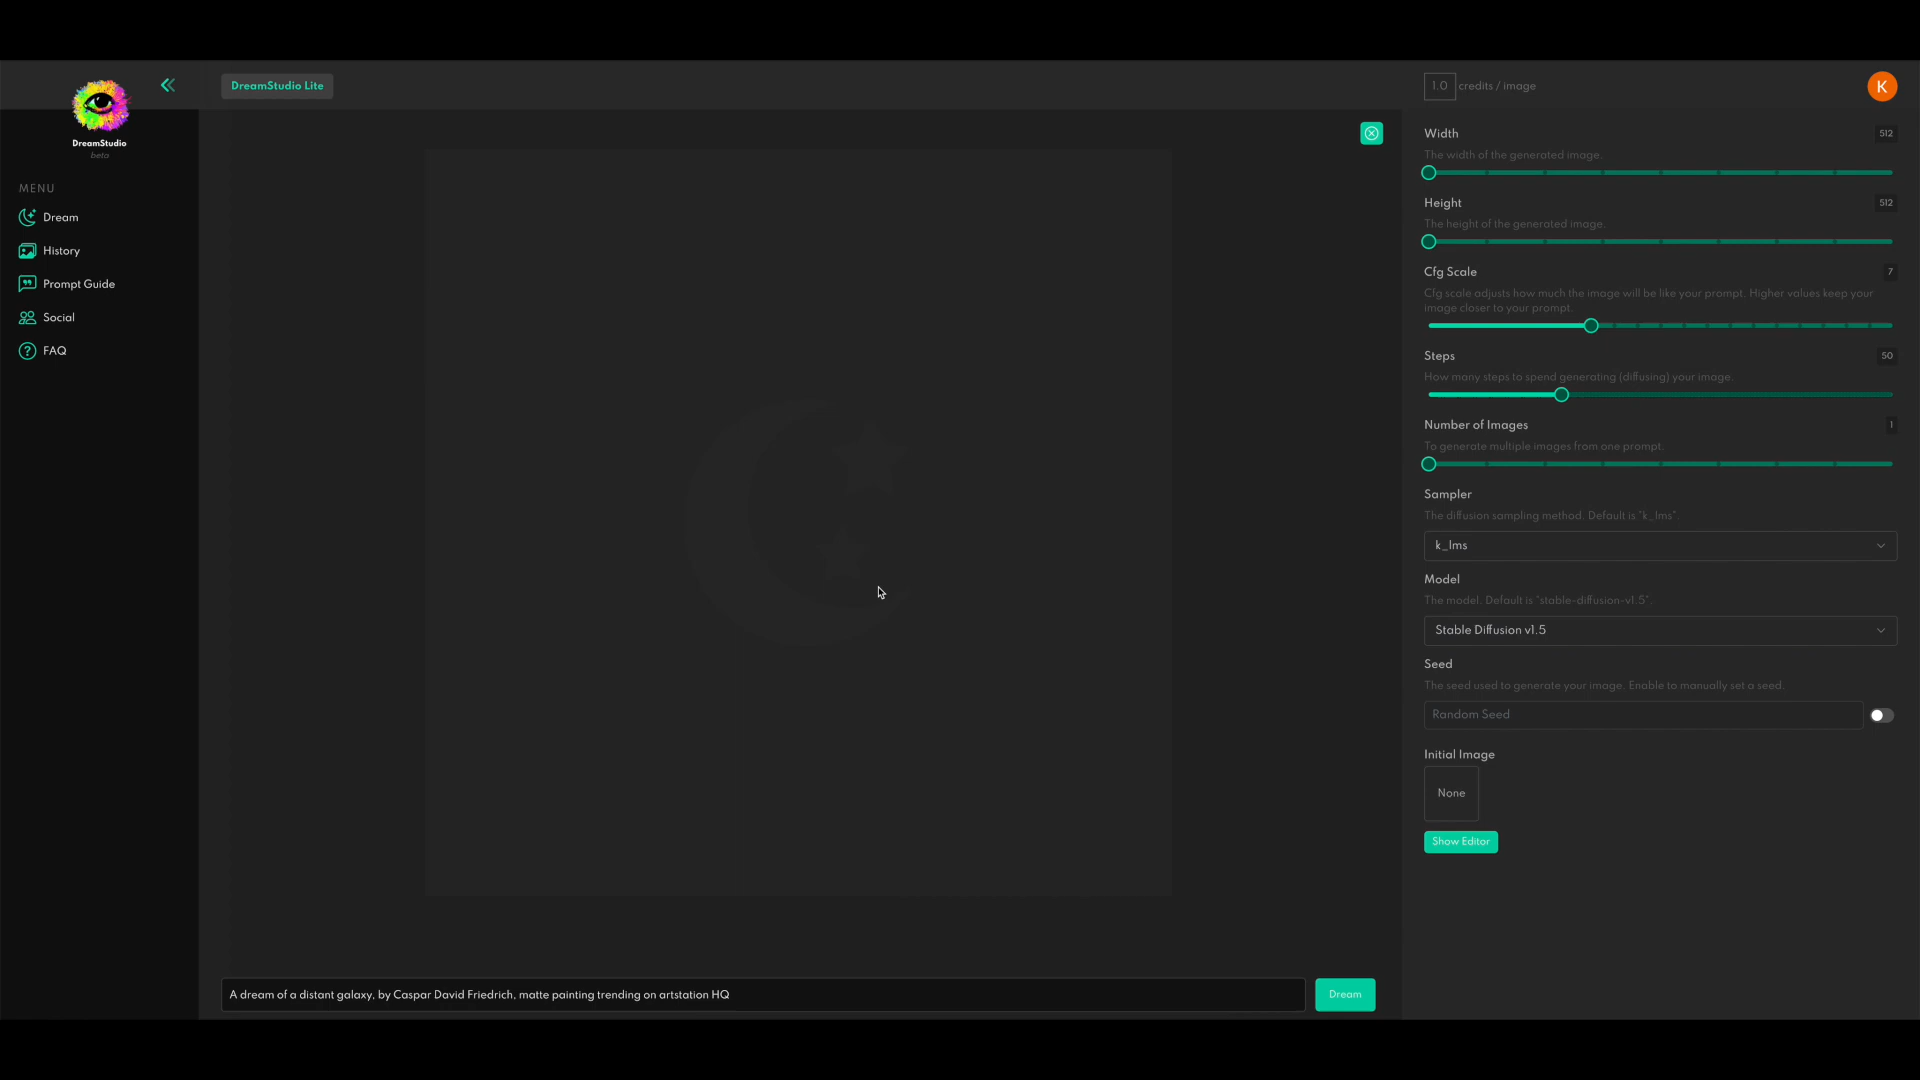 DreamStudio Lite
1.0 credits / image
K
DreamStudio
beta
MENU
Dream
History
Prompt Guide
Social
FAQ
Width
512
The width of the generated image.
Height
512
The height of the generated image.
Cfg Scale
7
Cfg scale adjusts how much the image will be like your prompt. Higher values keep your
image closer to your prompt.
Steps
50
How many steps to spend generating (diffusing) your image.
Number of Images
1
To generate multiple images from one prompt.
Sampler
The diffusion sampling method. Default is "k_lms".
k_lms
Model
The model. Default is "stable-diffusion-v1.5".
Stable Diffusion v1.5
Seed
The seed used to generate your image. Enable to manually set a seed.
Random Seed
Initial Image
None
Show Editor
A dream of a distant galaxy, by Caspar David Friedrich, matte painting trending on artstation HQ
Dream